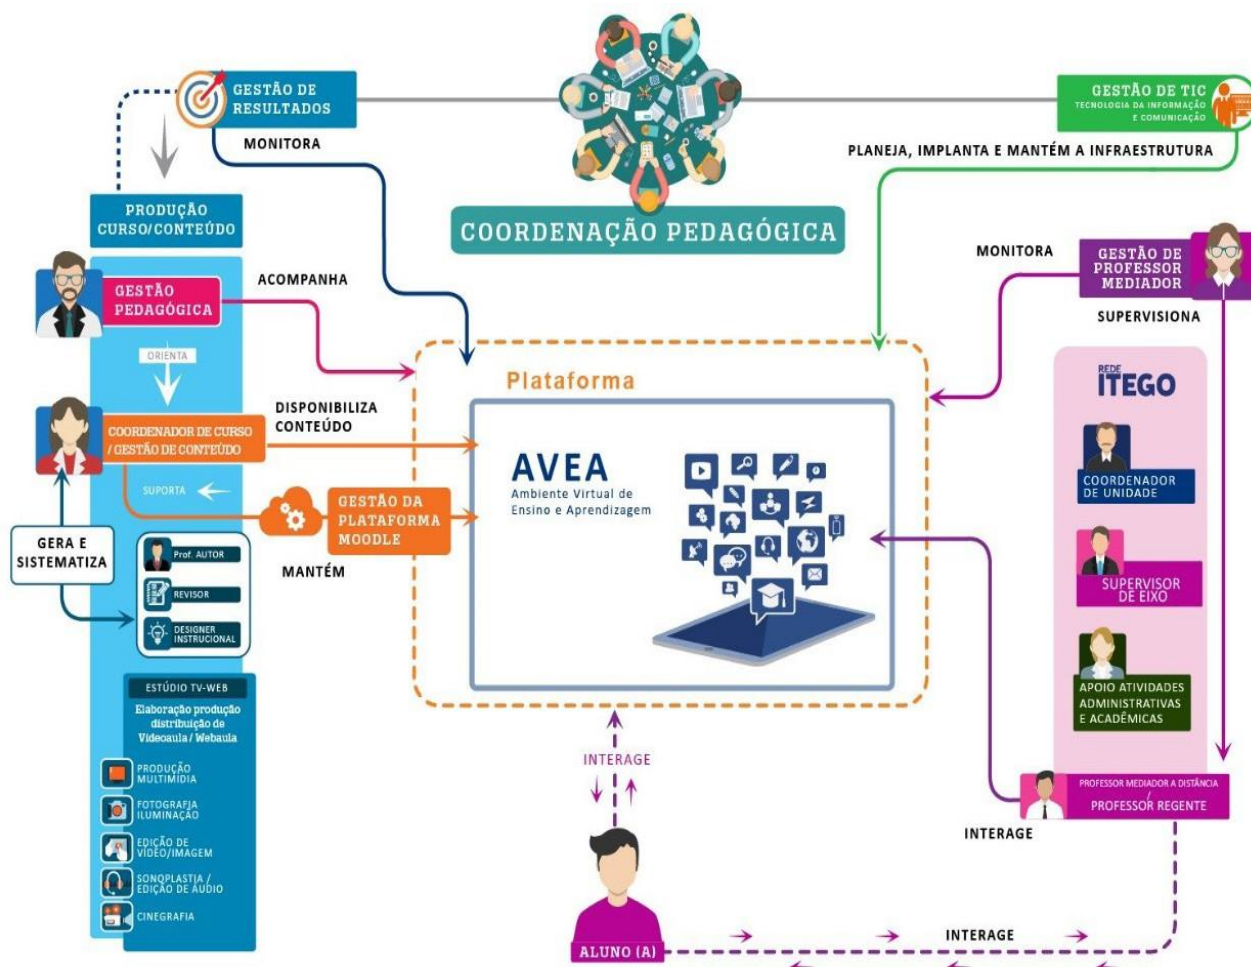 GESTÃO DE
RESULTADOS
MONITORA
GESTÃO DE TIC
TECNOLOGIA DA INFORMAÇÃO
E COMUNICAÇÃO
PLANEJA, IMPLANTA E MANTÉM A INFRAESTRUTURA
COORDENAÇÃO PEDAGÓGICA
PRODUÇÃO
CURSO/CONTEÚDO
MONITORA
GESTÃO DE
PROFESSOR
MEDIADOR
SUPERVISIONA
GESTÃO
PEDAGÓGICA
ACOMPANHA
ORIENTA
COORDENADOR DE CURSO
/ GESTÃO DE CONTEÚDO
DISPONIBILIZA
CONTEÚDO
SUPORTA
GESTÃO DA
PLATAFORMA
MOODLE
MANTÉM
GERA E
SISTEMATIZA
Prof. AUTOR
REVISOR
DESIGNER
INSTRUCIONAL
ESTÚDIO TV-WEB
Elaboração produção
distribuição de
Videoaula / Webaula
PRODUÇÃO
MULTIMÍDIA
FOTOGRAFIA
ILUMINAÇÃO
EDIÇÃO DE
VÍDEO/IMAGEM
SONOPLASTIA /
EDIÇÃO DE ÁUDIO
CINEGRAFIA
Plataforma
AVEA
Ambiente Virtual de
Ensino e Aprendizagem
REDE
ITEGO
COORDENADOR
DE UNIDADE
SUPERVISOR
DE EIXO
APOIO ATIVIDADES
ADMINISTRATIVAS
E ACADÊMICAS
PROFESSOR MEDIADOR A DISTÂNCIA
/
PROFESSOR REGENTE
INTERAGE
INTERAGE
ALUNO (A)
INTERAGE